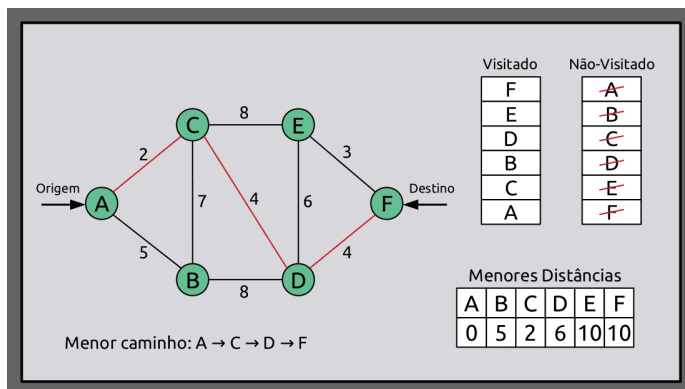 Visitado
Não-Visitado
F
E
D
B
C
A
A
B
C
D
E
F
C
8
E
2
3
Origem
A
7
4
6
F
Destino
5
4
B
8
D
Menores Distâncias
A B C D E F
0 5 2 6 10 10
Menor caminho: A → C → D → F